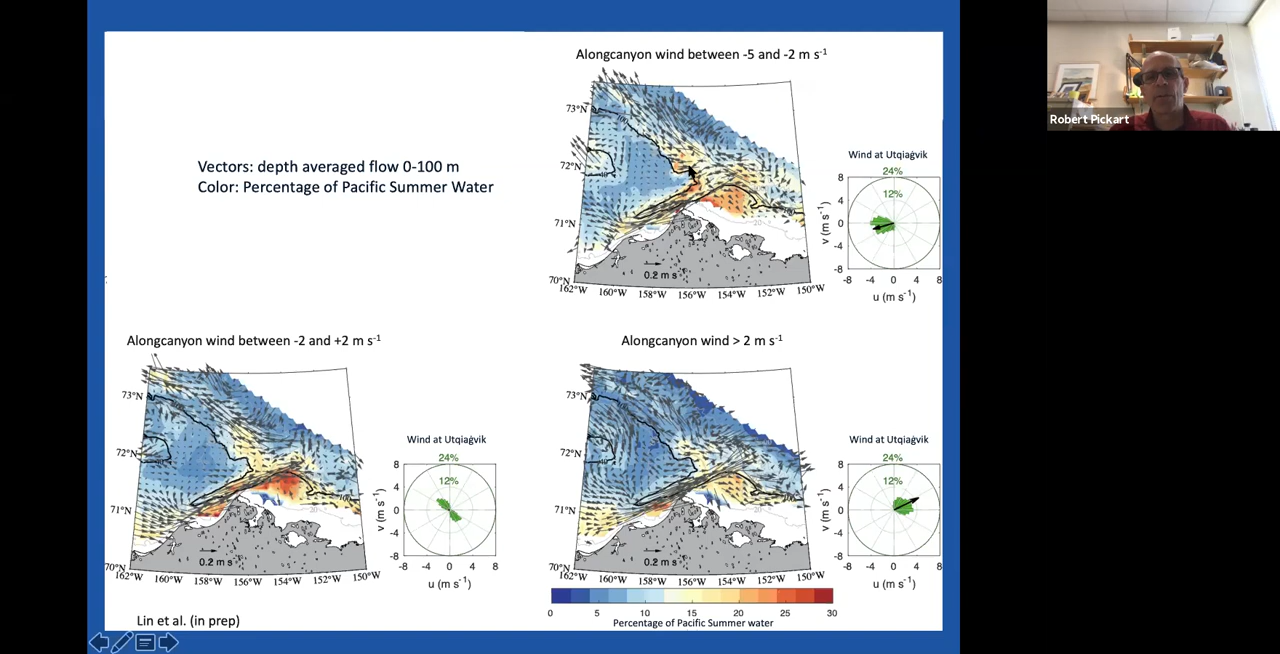 Alongcanyon wind between -5 and -2 m s⁻¹
Robert Pickart
Vectors: depth averaged flow 0-100 m
Color: Percentage of Pacific Summer Water
73°N
72°N
71°N
70°N
162°W 160°W 158°W 156°W 154°W 152°W 150°W
0.2 m s⁻¹
Wind at Utqiaġvik
24%
12%
8
4
0
-4
-8
v (m s⁻¹)
-8 -4 0 4 8
u (m s⁻¹)
Alongcanyon wind between -2 and +2 m s⁻¹
73°N
72°N
71°N
70°N
162°W 160°W 158°W 156°W 154°W 152°W 150°W
0.2 m s⁻¹
Wind at Utqiaġvik
24%
12%
8
4
0
-4
-8
v (m s⁻¹)
-8 -4 0 4 8
u (m s⁻¹)
Alongcanyon wind > 2 m s⁻¹
73°N
72°N
71°N
70°N
162°W 160°W 158°W 156°W 154°W 152°W 150°W
0.2 m s⁻¹
Wind at Utqiaġvik
24%
12%
8
4
0
-4
-8
v (m s⁻¹)
-8 -4 0 4 8
u (m s⁻¹)
0 5 10 15 20 25 30
Percentage of Pacific Summer water
Lin et al. (in prep)